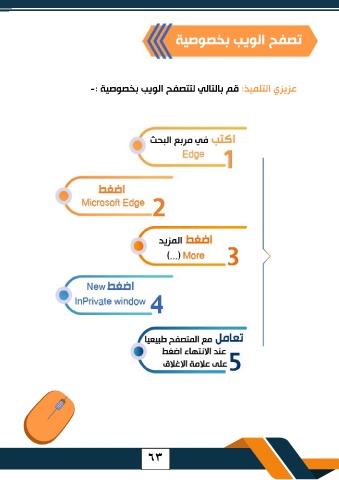 تصفح الويب بخصوصية
عزيزي التلميذ: قم بالتالي لتتصفح الويب بخصوصية :-
اكتب في مربع البحث
Edge
1
اضغط
Microsoft Edge
2
اضغط المزيد
More (...)
3
اضغط New
InPrivate window
4
تعامل مع المتصفح طبيعيا
عند الانتهاء اضغط
على علامة الإغلاق
5
٦٣